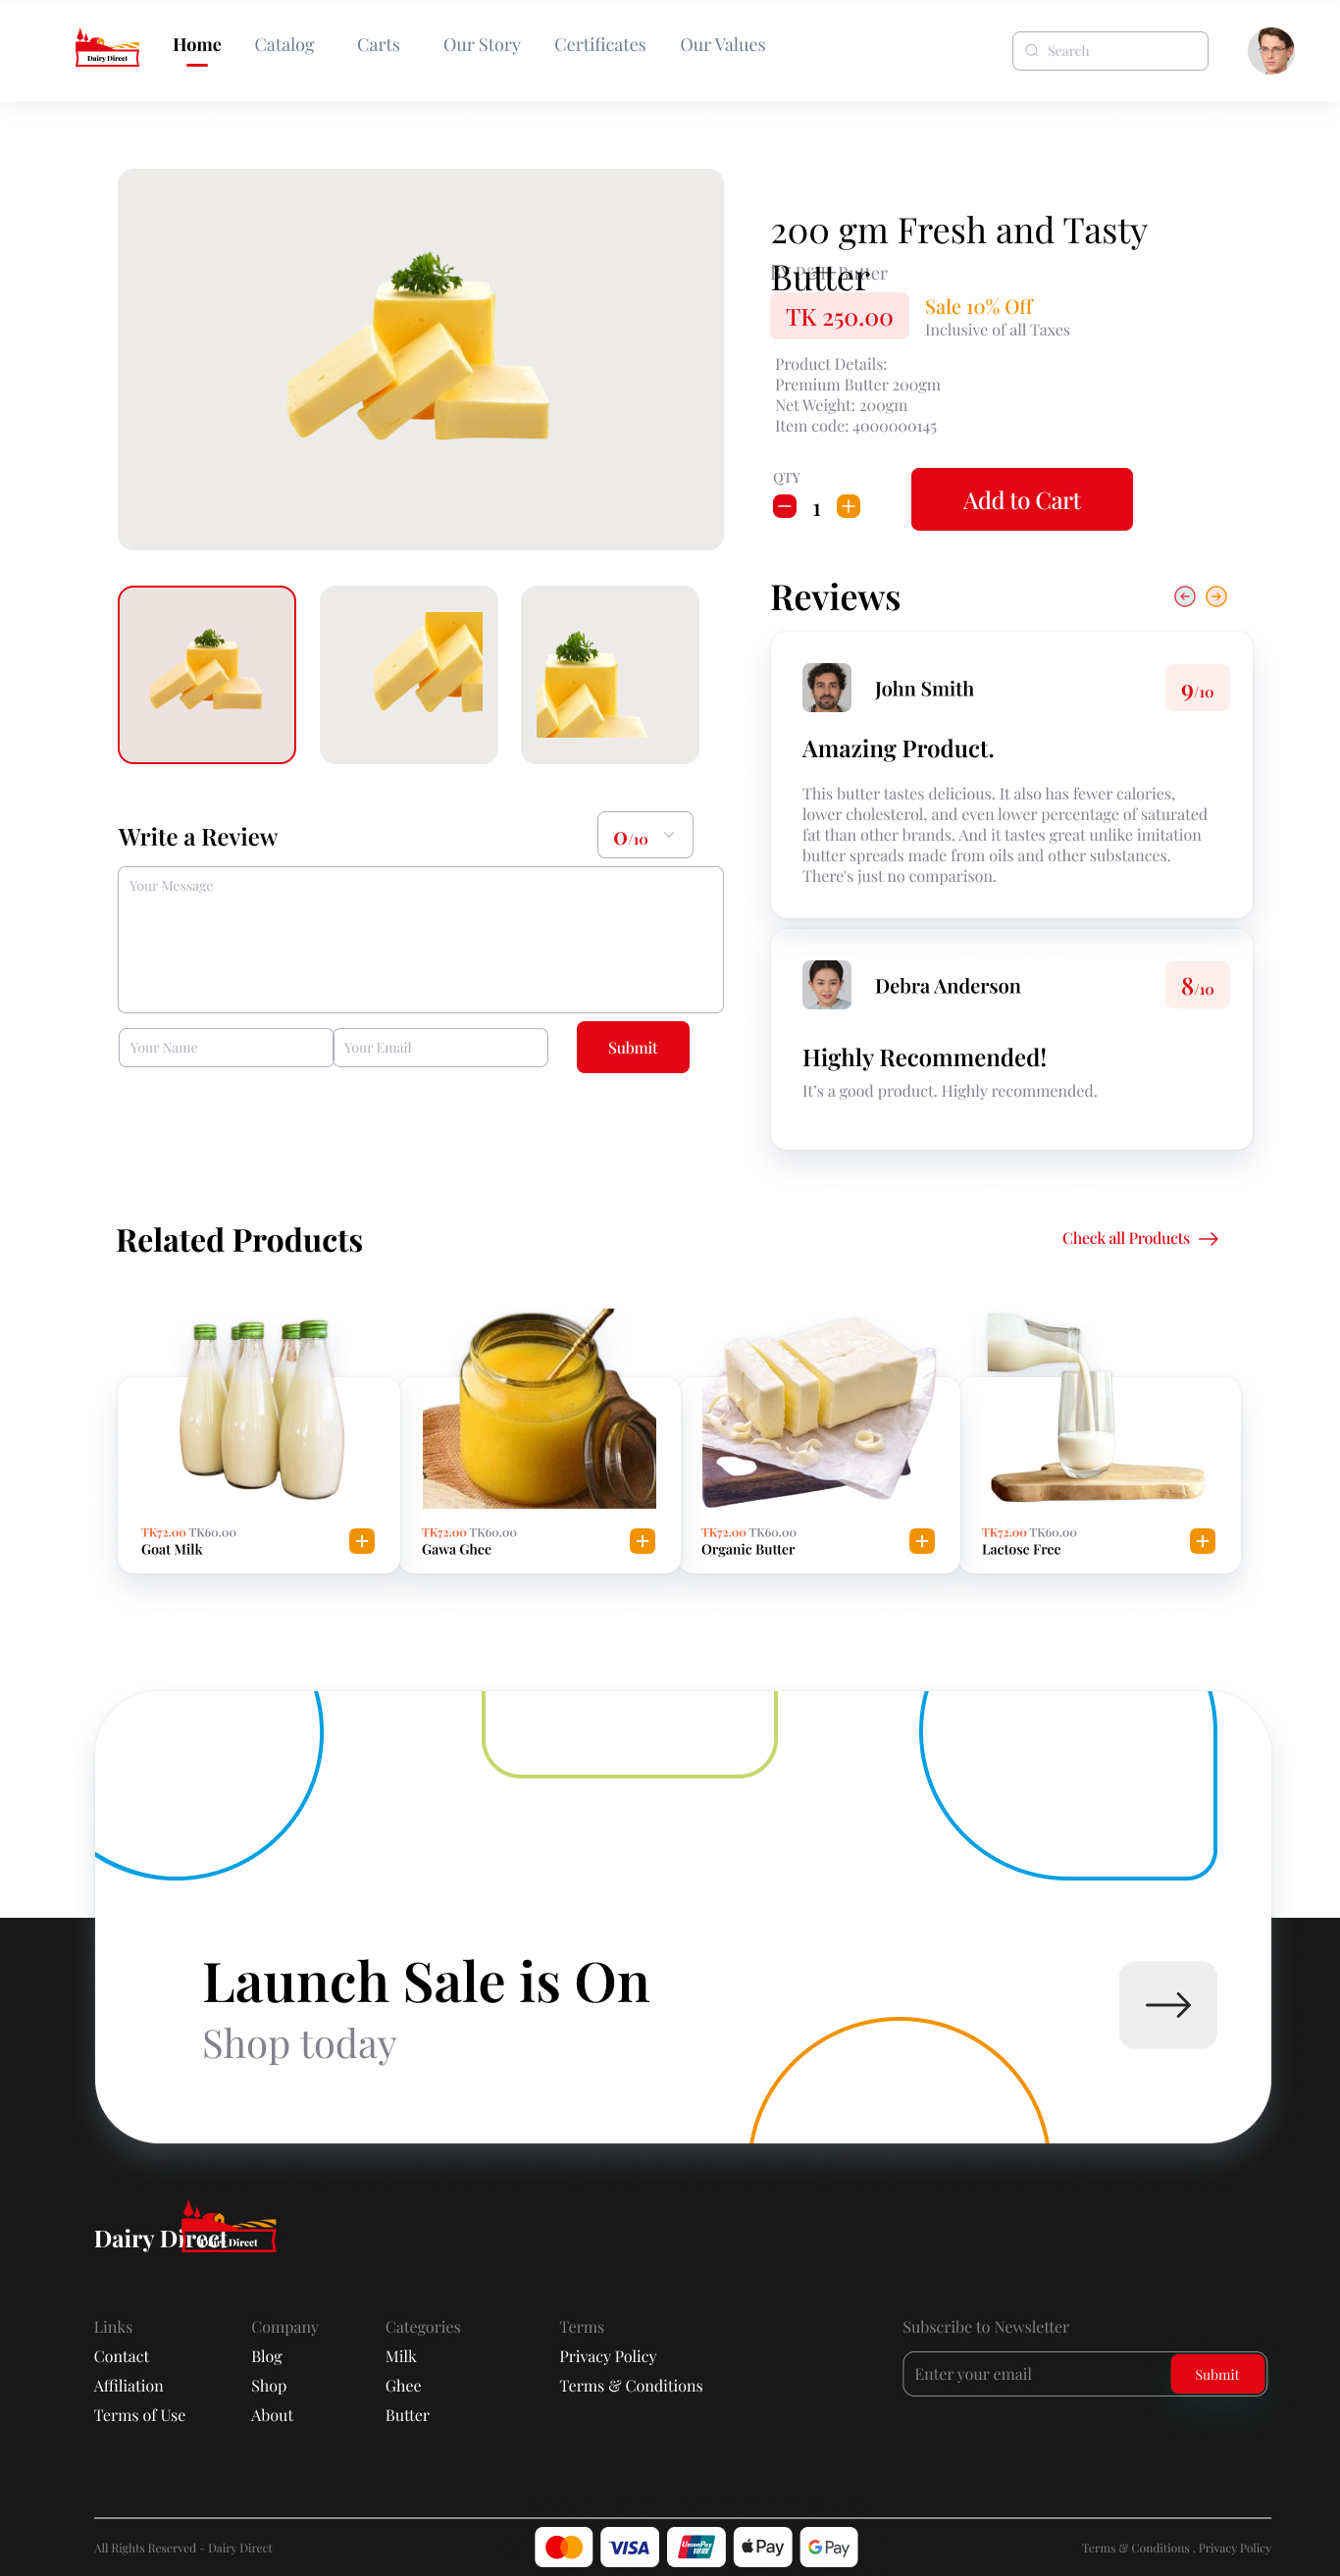 Dairy Direct
Home
Catalog
Carts
Our Story
Certificates
Our Values
Search
200 gm Fresh and Tasty
Butter
Butter
TK 250.00
Sale 10% Off
Inclusive of all Taxes
Product Details:
Premium Butter 200gm
Net Weight: 200gm
Item code: 4000000145
QTY
1
Add to Cart
Reviews
John Smith
9/10
Amazing Product.
This butter tastes delicious. It also has fewer calories,
lower cholesterol, and even lower percentage of saturated
fat than other brands. And it tastes great unlike imitation
butter spreads made from oils and other substances.
There's just no comparison.
Write a Review
0/10
Your Message
Your Name
Your Email
Submit
Debra Anderson
8/10
Highly Recommended!
It's a good product. Highly recommended.
Related Products
Check all Products
TK72.00 TK60.00
Goat Milk
TK72.00 TK60.00
Gawa Ghee
TK72.00 TK60.00
Organic Butter
TK72.00 TK60.00
Lactose Free
Launch Sale is On
Shop today
Dairy Direct
Dairy Direct
Links
Contact
Affiliation
Terms of Use
Company
Blog
Shop
About
Categories
Milk
Ghee
Butter
Terms
Privacy Policy
Terms & Conditions
Subscribe to Newsletter
Enter your email
Submit
All Rights Reserved - Dairy Direct
VISA
UnionPay
银联
Pay
G Pay
Terms & Conditions . Privacy Policy